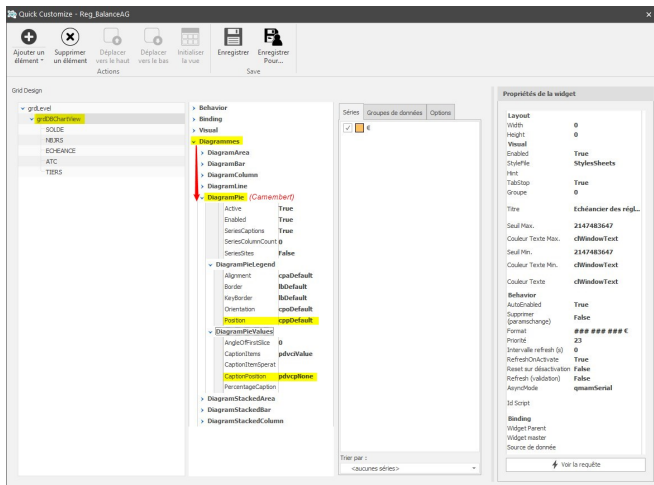 Quick Customize - Reg_BalanceAG
Ajouter un élément
Supprimer un élément
Déplacer vers le haut
Déplacer vers le bas
Initialiser la vue
Enregistrer
Enregistrer Pour...
Actions
Save
Grid Design
grdLevel
grdDBChartView
SOLDE
NBJRS
ECHEANCE
ATC
TIERS
Behavior
Binding
Visual
Diagrammes
DiagramArea
DiagramBar
DiagramColumn
DiagramLine
DiagramPie (Camembert)
Active True
Enabled True
SeriesCaptions True
SeriesColumnCount 0
SeriesSites False
DiagramPieLegend
Alignment cpaDefault
Border lbDefault
KeyBorder lbDefault
Orientation cpoDefault
Position cppDefault
DiagramPieValues
AngleOfFirstSlice 0
CaptionItems pdvciValue
CaptionItemSperat
CaptionPosition pdvcpNone
PercentageCaption
DiagramStackedArea
DiagramStackedBar
DiagramStackedColumn
Séries Groupes de données Options
€
Trier par :
<aucunes séries>
Propriétés de la widget
Layout
Width 0
Height 0
Visual
Enabled True
StyleFile StylesSheets
Hint
TabStop True
Groupe 0
Titre Echéancier des régl...
Seuil Max. 2147483647
Couleur Texte Max. clWindowText
Seuil Min. 2147483647
Couleur Texte Min. clWindowText
Couleur Texte clWindowText
Behavior
AutoEnabled True
Supprimer (paramschange) False
Format ### ### ### €
Priorité 23
Intervalle refresh (s) 0
RefreshOnActivate True
Reset sur désactivation False
Refresh (validation) False
AsyncMode qmamSerial
Id Script
Binding
Widget Parent
Widget master
Source de donnée
Voir la requête